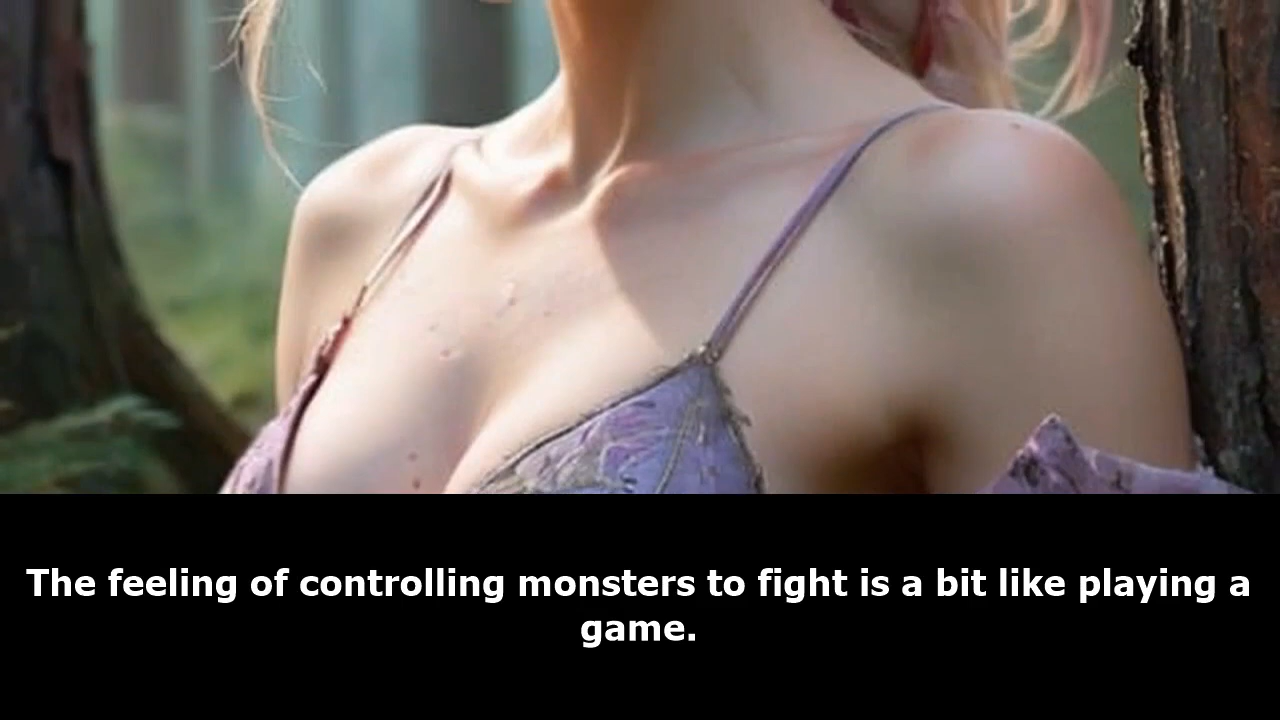 The feeling of controlling monsters to fight is a bit like playing a
game.